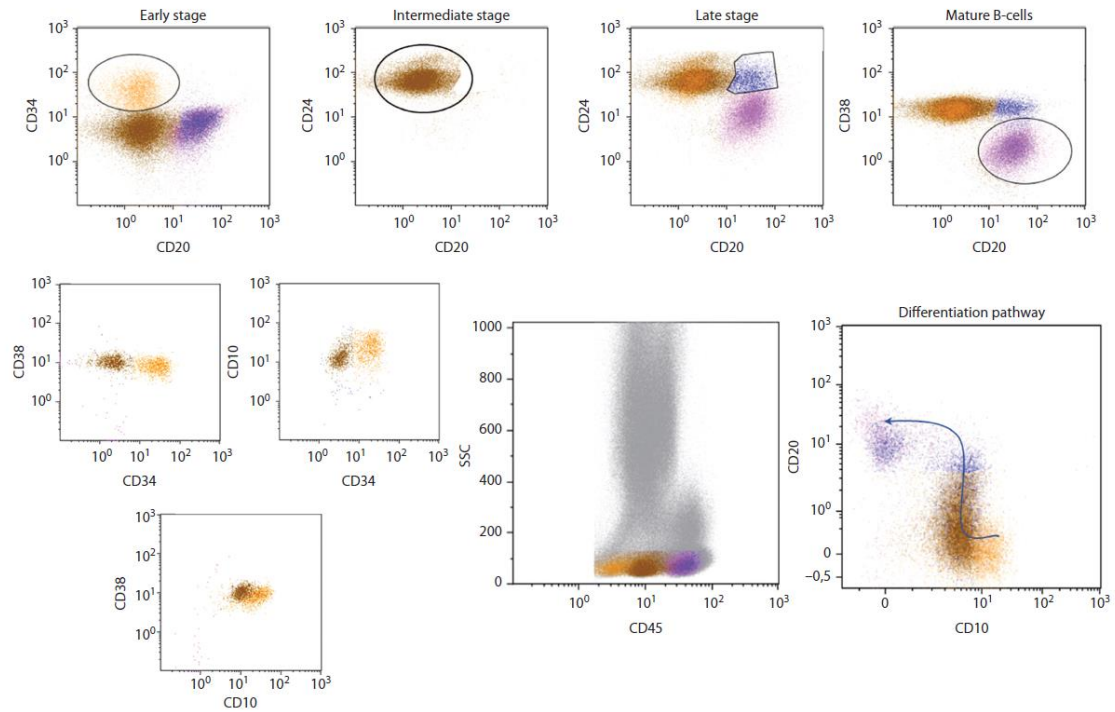 Early stage
Intermediate stage
Late stage
Mature B-cells
10³
10²
10¹
10⁰
CD34
10⁰ 10¹ 10² 10³
CD20
10³
10²
10¹
10⁰
CD24
10⁰ 10¹ 10² 10³
CD20
10³
10²
10¹
10⁰
CD24
10⁰ 10¹ 10² 10³
CD20
10³
10²
10¹
10⁰
CD38
10⁰ 10¹ 10² 10³
CD20
10³
10²
10¹
10⁰
CD38
10⁰ 10¹ 10² 10³
CD34
10³
10²
10¹
10⁰
CD10
10⁰ 10¹ 10² 10³
CD34
1000
800
600
400
200
0
SSC
10⁰ 10¹ 10² 10³
CD45
Differentiation pathway
10³
10²
10¹
10⁰
0
−0,5
CD20
0 10¹ 10² 10³
CD10
10³
10²
10¹
10⁰
CD38
10⁰ 10¹ 10² 10³
CD10